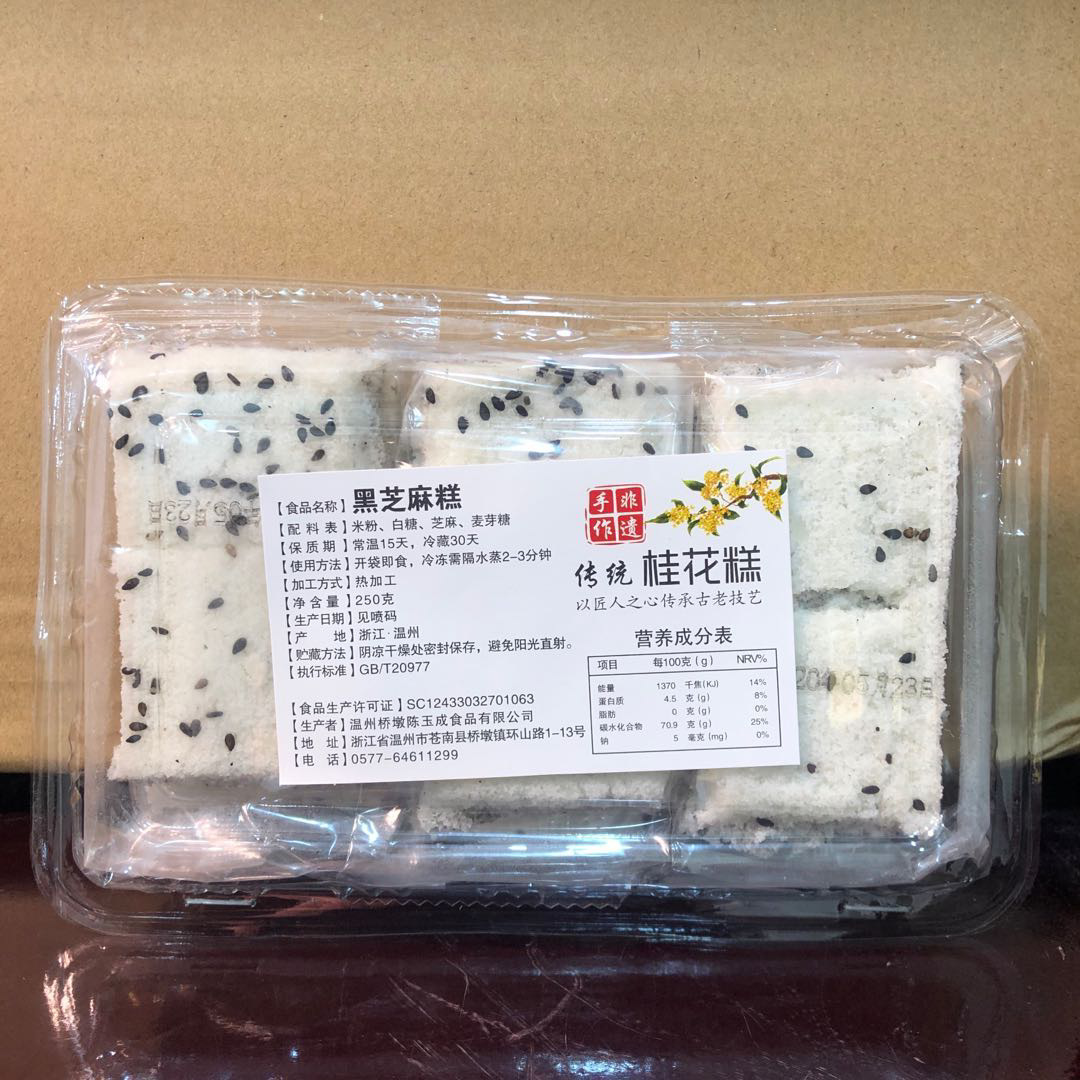 【食品名称】黑芝麻糕
【配 料 表】米粉、白糖、芝麻、麦芽糖
【保 质 期】常温15天，冷藏30天
【使用方法】开袋即食，冷冻需隔水蒸2-3分钟
【加工方式】热加工
【净 含 量】250克
【生产日期】见喷码
【产 地】浙江·温州
【贮藏方法】阴凉干燥处密封保存，避免阳光直射。
【执行标准】GB/T20977
【食品生产许可证】SC12433032701063
【生产者】温州桥墩陈玉成食品有限公司
【地 址】浙江省温州市苍南县桥墩镇环山路1-13号
【电 话】0577-64611299
手非
作遗
传统 桂花糕
以匠人之心传承古老技艺
营养成分表
项目 每100克(g) NRV%
能量 1370 千焦(KJ) 14%
蛋白质 4.5 克(g) 8%
脂肪 0 克(g) 0%
碳水化合物 70.9 克(g) 25%
钠 5 毫克(mg) 0%